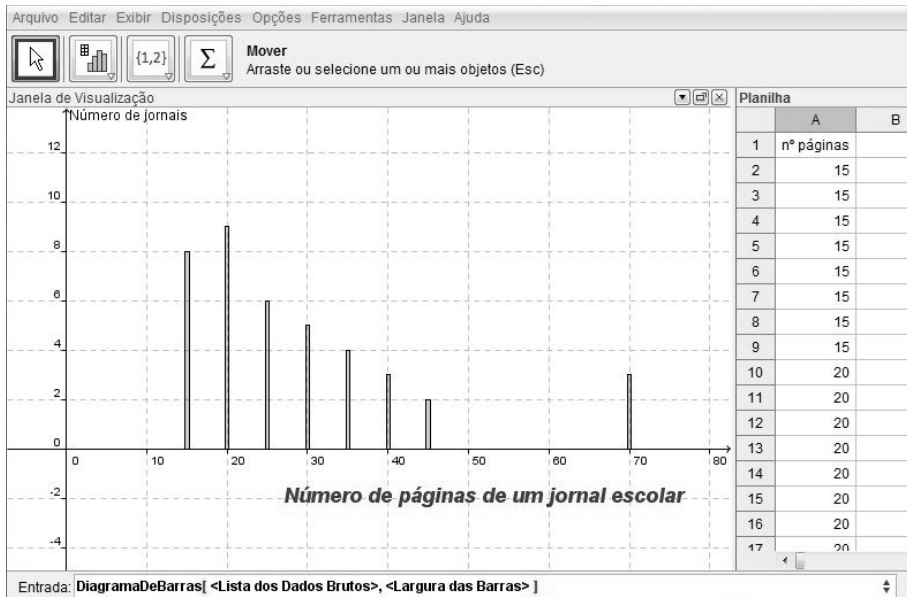 Arquivo Editar Exibir Disposições Opções Ferramentas Janela Ajuda
{1,2}
Σ
Mover
Arraste ou selecione um ou mais objetos (Esc)
Janela de Visualização
Planilha
Número de jornais
12
10
8
6
4
2
0
-2
-4
0 10 20 30 40 50 60 70 80
Número de páginas de um jornal escolar
A B
1 nº páginas
2 15
3 15
4 15
5 15
6 15
7 15
8 15
9 15
10 20
11 20
12 20
13 20
14 20
15 20
16 20
17 20
Entrada: DiagramaDeBarras[ <Lista dos Dados Brutos>, <Largura das Barras> ]